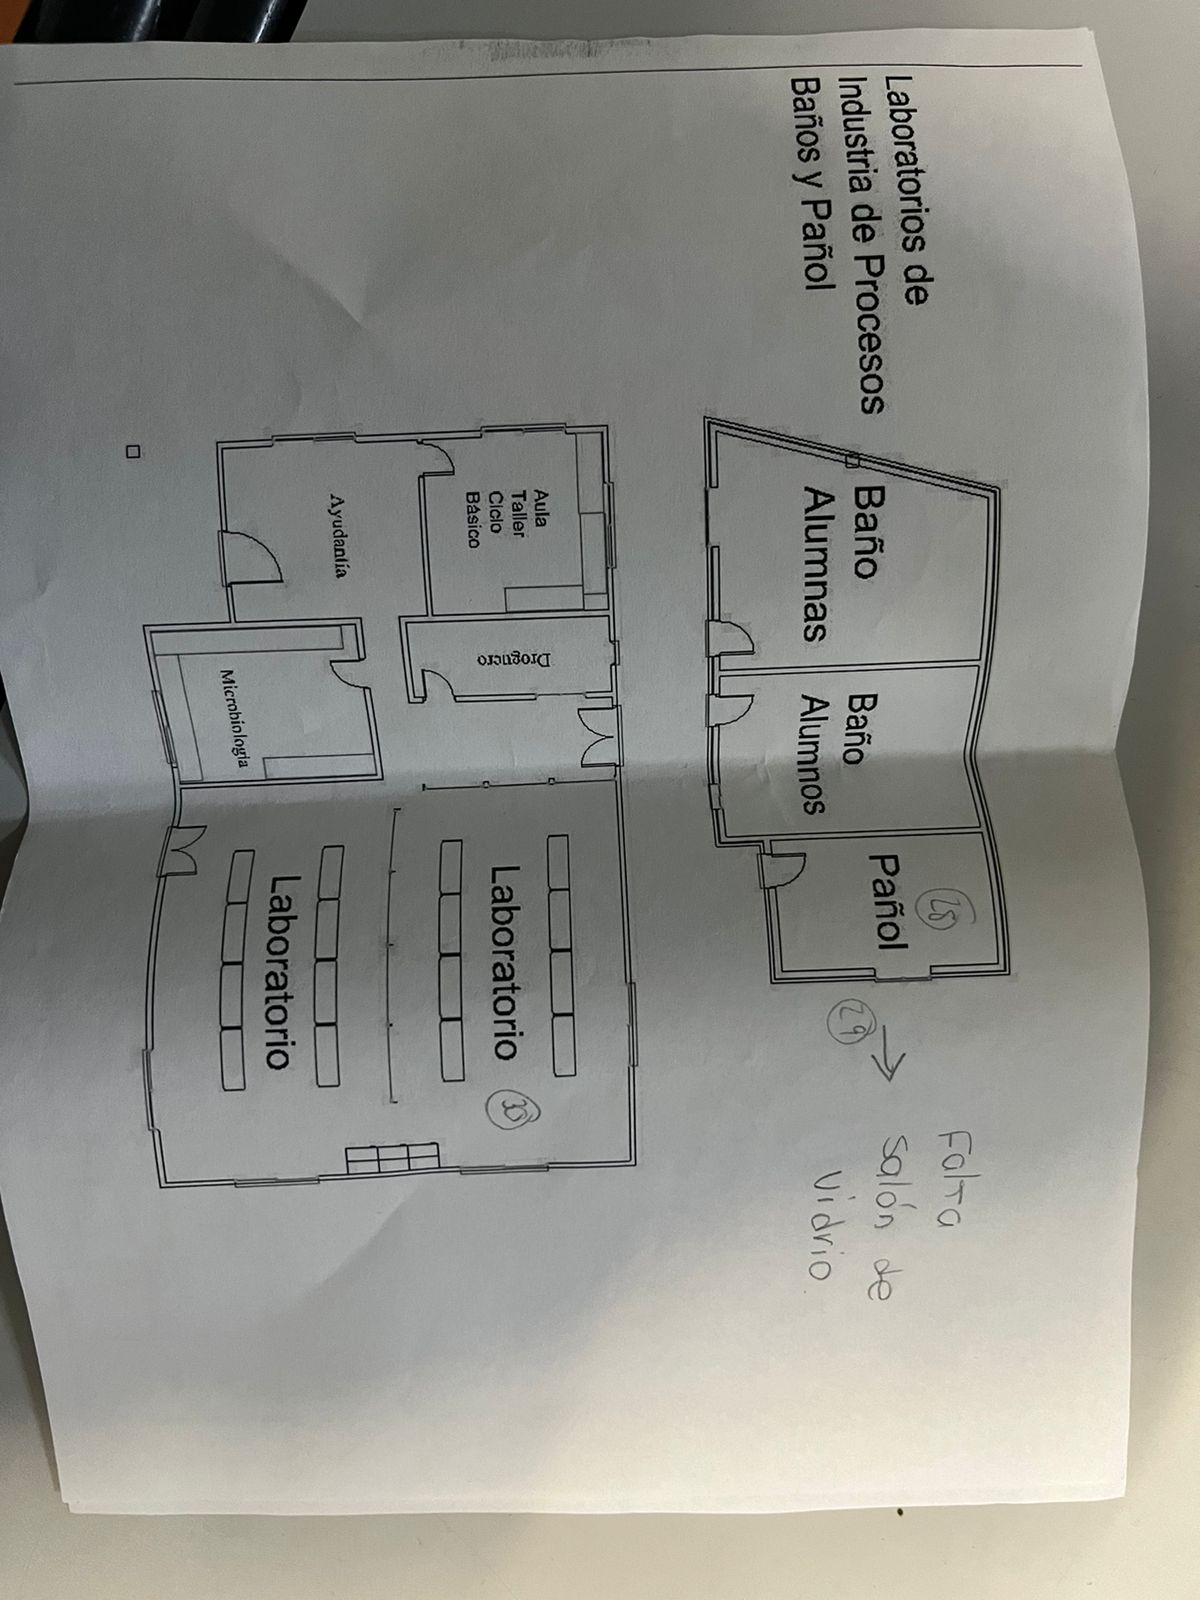 Laboratorios de
Industria de Procesos
Baños y Pañol
Baño
Alumnas
Baño
Alumnos
28
Pañol
29
Falta
salón de
vidrio
Aula
Taller
Ciclo
Básico
Droguero
Laboratorio
30
Ayudantía
Microbiologia
Laboratorio